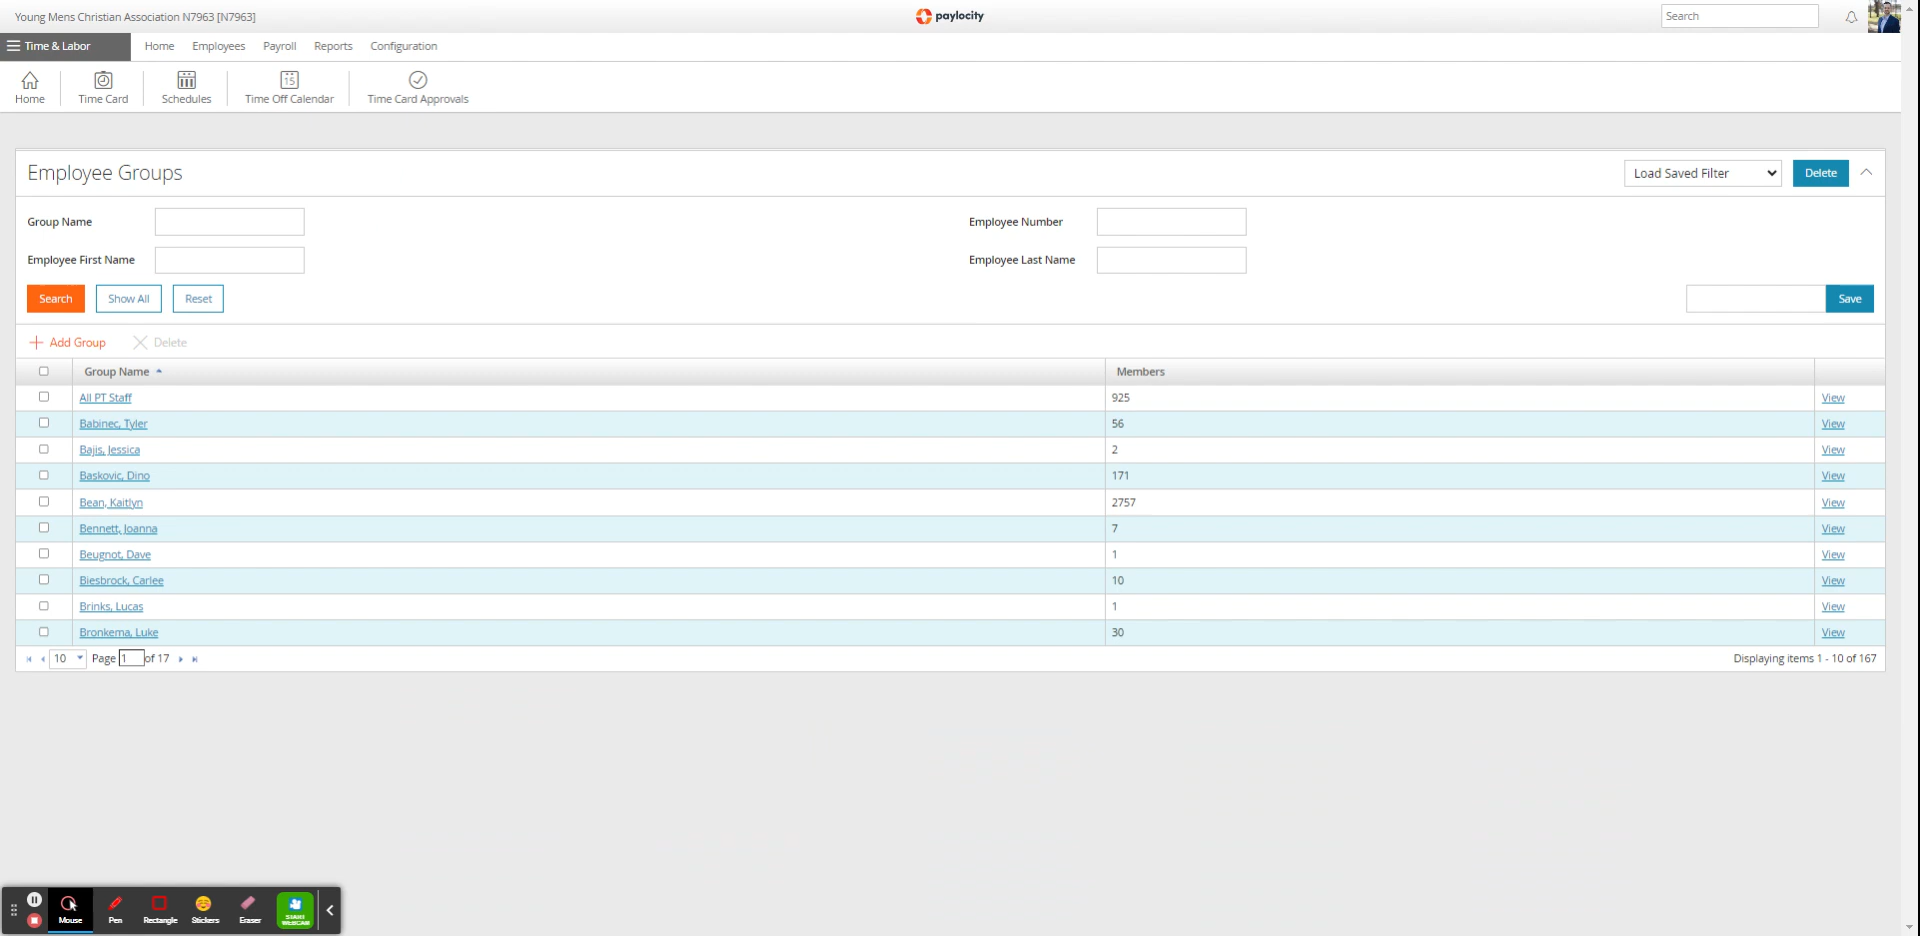 Young Mens Christian Association N7963 [N7963]
paylocity
Search
Time & Labor
Home
Employees
Payroll
Reports
Configuration
Home
Time Card
15
Schedules
Time Off Calendar
Time Card Approvals
Employee Groups
Load Saved Filter
Delete
Group Name
Employee Number
Employee First Name
Employee Last Name
Search
Show All
Reset
Save
Add Group
Delete
Group Name
Members
All PT Staff
925
View
Babinec, Tyler
56
View
Bajis, Jessica
2
View
Baskovic, Dino
171
View
Bean, Kaitlyn
2757
View
Bennett, Joanna
7
View
Beugnot, Dave
1
View
Biesbrock, Carlee
10
View
Brinks, Lucas
1
View
Bronkema, Luke
30
View
10
Page 1 of 17
Displaying items 1 - 10 of 167
Mouse
Pen
Rectangle
Stickers
Eraser
START
WEBCAM